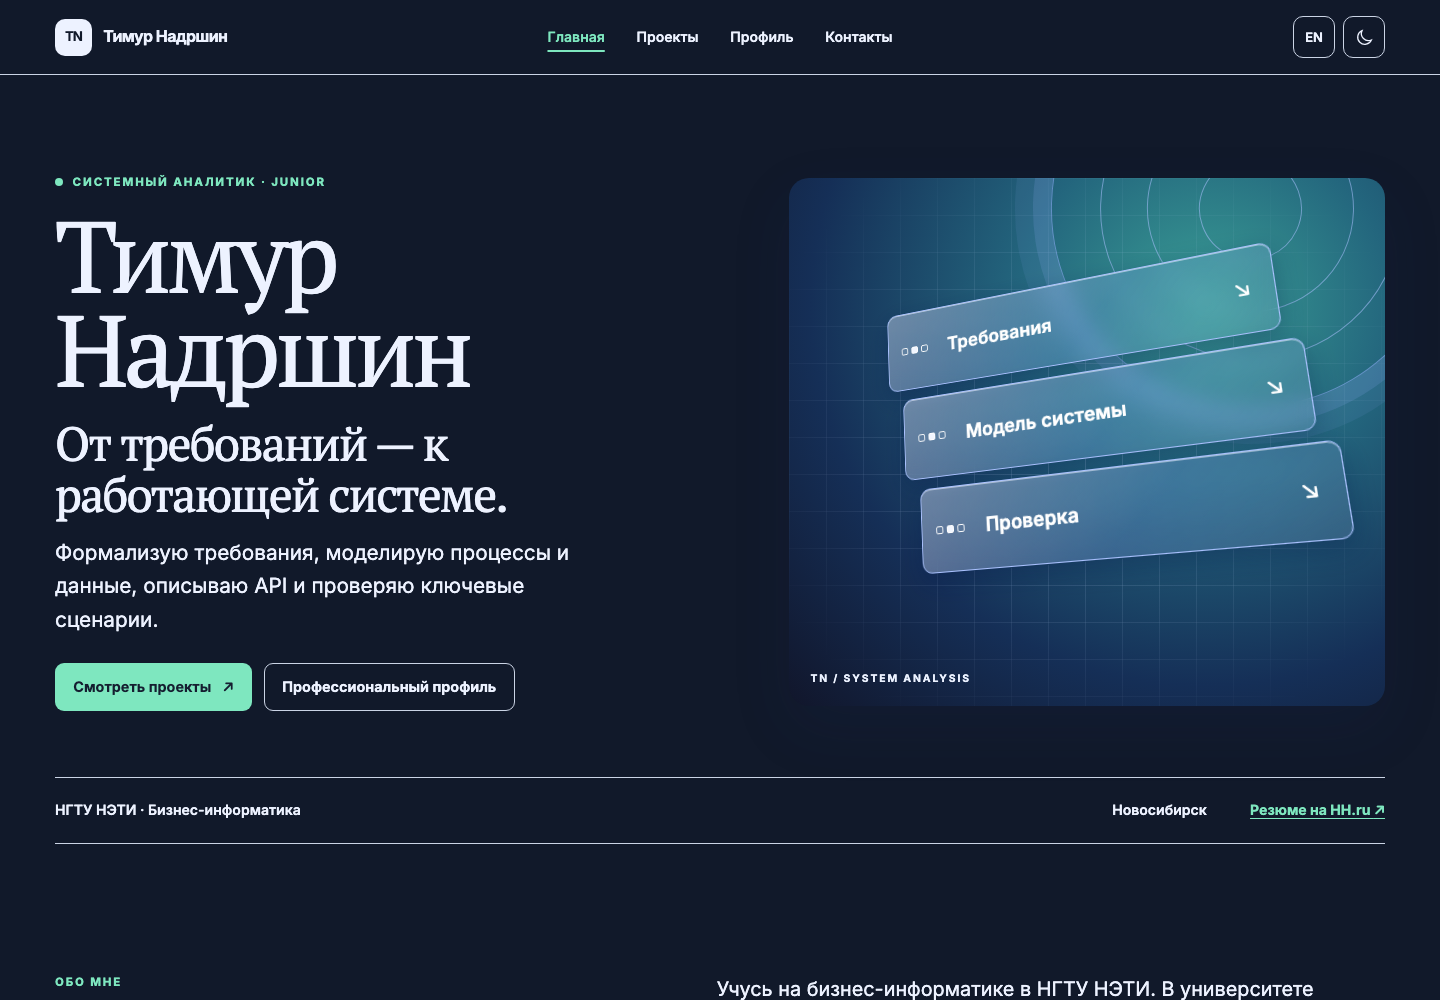 TN Тимур Надршин
Главная Проекты Профиль Контакты
EN
СИСТЕМНЫЙ АНАЛИТИК · JUNIOR
Тимур
Надршин
От требований — к
работающей системе.
Формализую требования, моделирую процессы и
данные, описываю API и проверяю ключевые
сценарии.
Смотреть проекты ↗
Профессиональный профиль
Требования
Модель системы
Проверка
TN / SYSTEM ANALYSIS
НГТУ НЭТИ · Бизнес-информатика
Новосибирск
Резюме на HH.ru ↗
ОБО МНЕ
Учусь на бизнес-информатике в НГТУ НЭТИ. В университете